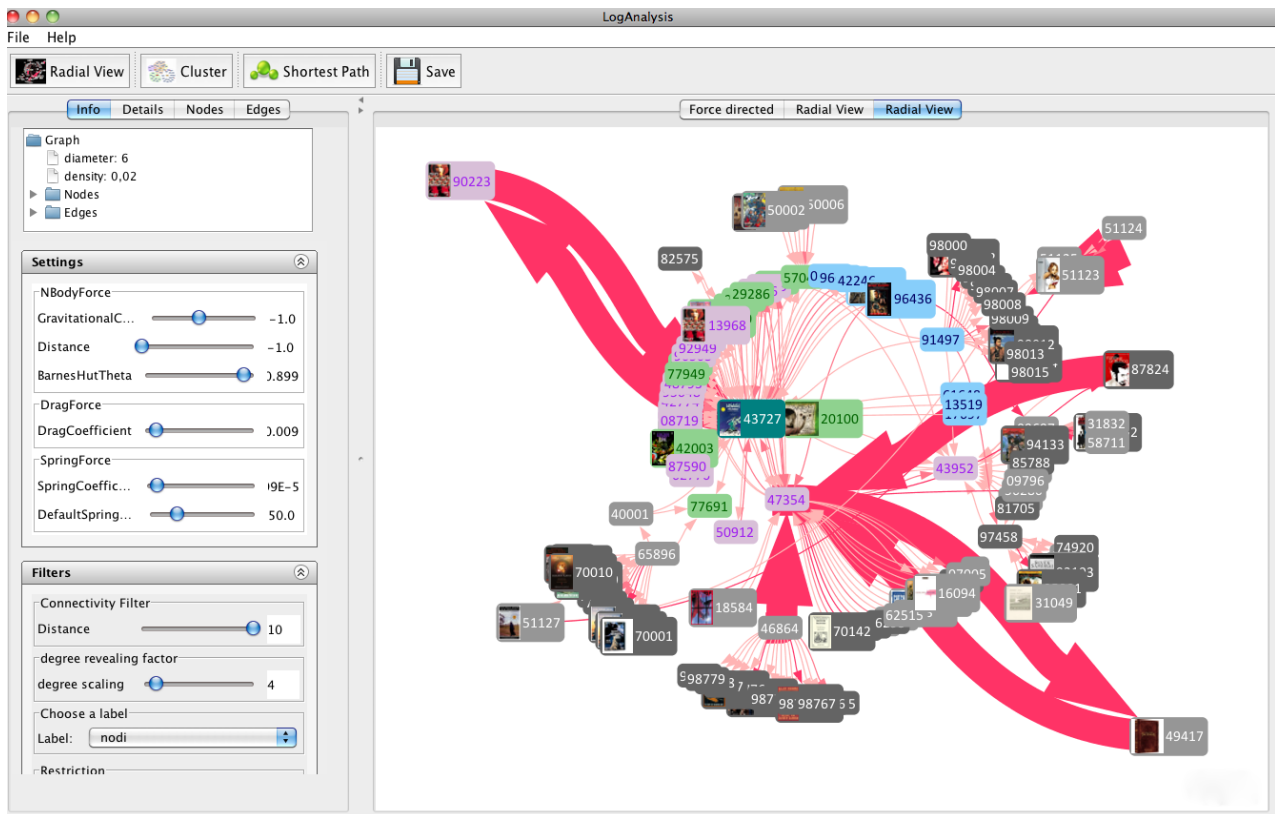 LogAnalysis
File Help
Radial View Cluster Shortest Path Save
Info Details Nodes Edges
Force directed Radial View Radial View
Graph
diameter: 6
density: 0,02
Nodes
Edges
Settings
NBodyForce
GravitationalC... -1.0
Distance -1.0
BarnesHutTheta 0.899
DragForce
DragCoefficient 0.009
SpringForce
SpringCoeffic... 9E-5
DefaultSpring... 50.0
Filters
Connectivity Filter
Distance 10
degree revealing factor
degree scaling 4
Choose a label
Label: nodi
Restriction
90223
50002
51124
98000
82575
98004
51123
29286
42246
96436
98008
98009
13968
91497
92949
98013
98015
87824
77949
13519
08719
43727
20100
31832
94133
58711
42003
85788
87590
43952
09796
47354
77691
81705
40001
50912
97458
74920
65896
70010
16094
31049
18584
62515
51127
46864
70142
70001
98779
98767
49417